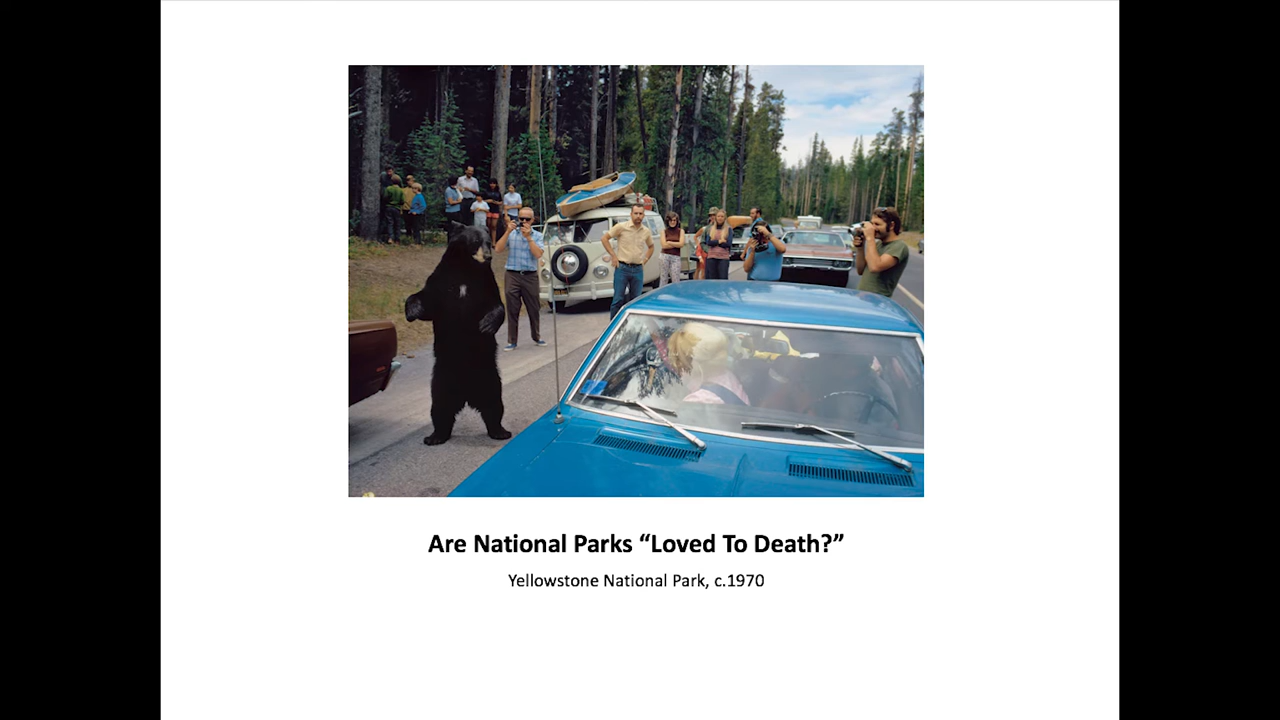 Are National Parks “Loved To Death?”
Yellowstone National Park, c.1970